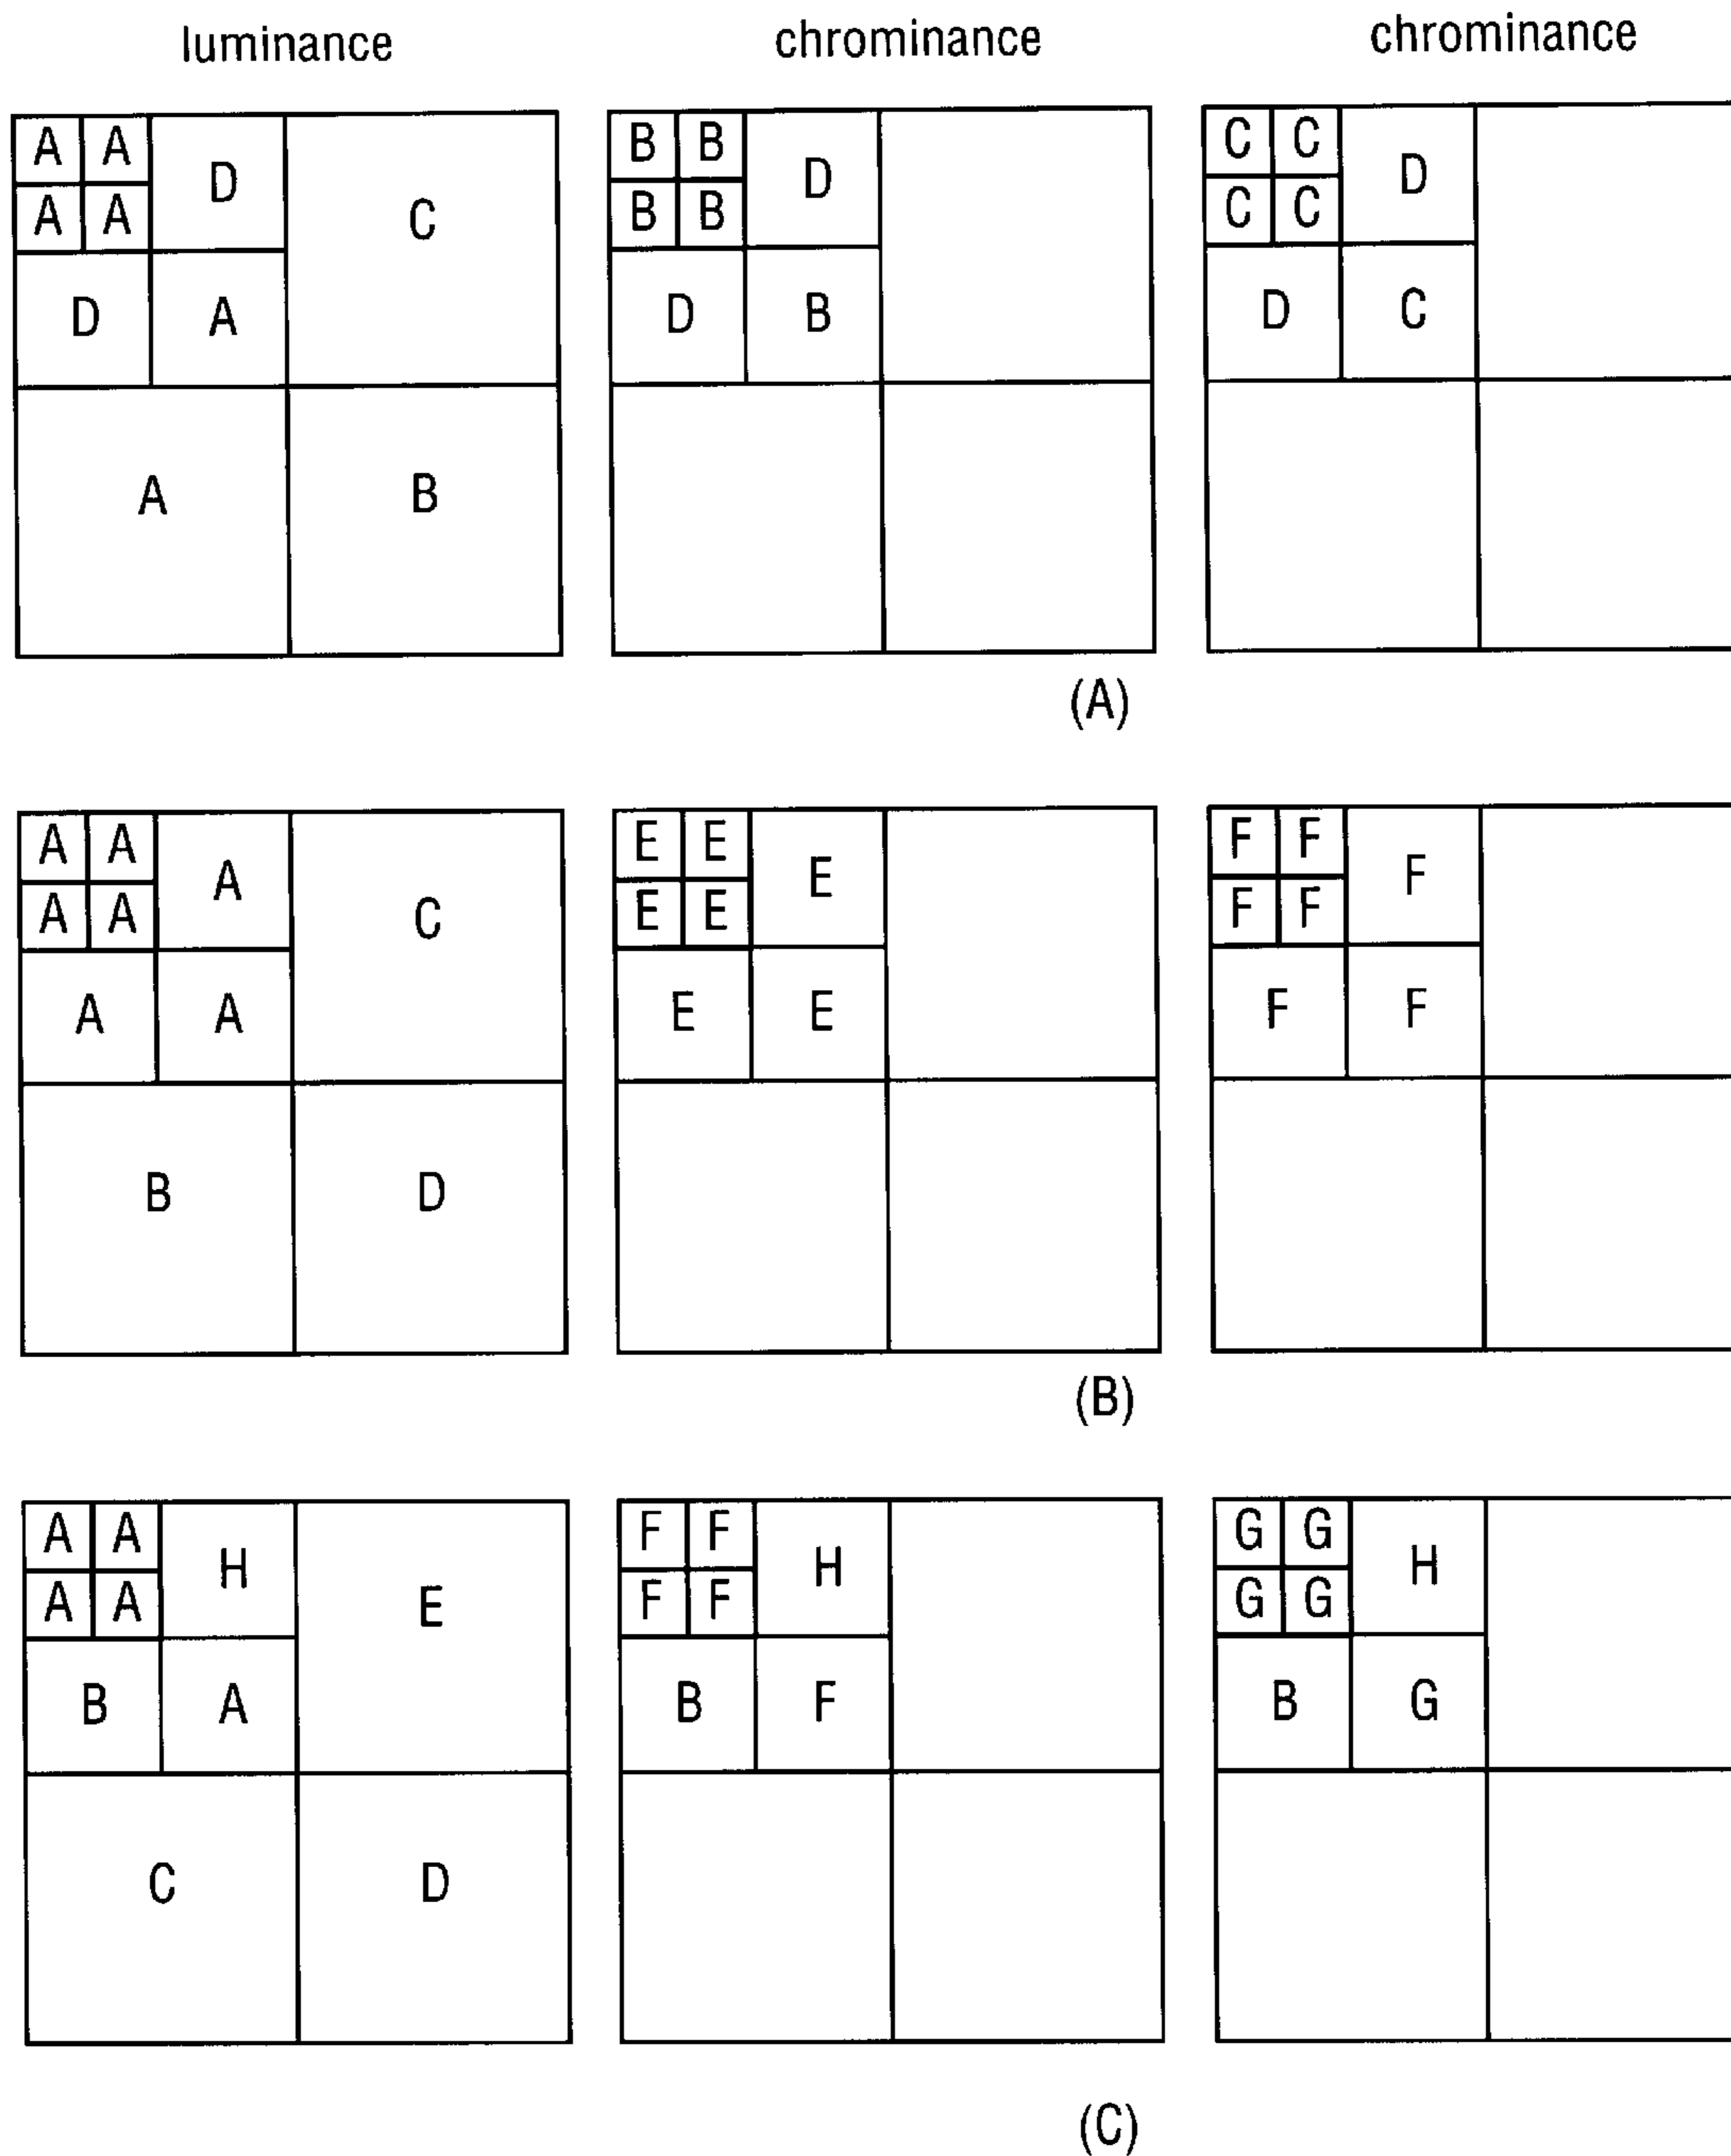 luminance chrominance chrominance
A A D C B B D C C D
A A B B C C
D A D B D C
A B
(A)
A A A C E E E F F F
A A E E F F
A A E E F F
B D
(B)
A A H E F F H G G H
A A F F G G
B A B F B G
C D
(C)